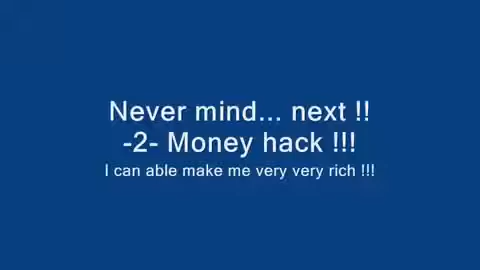 Never mind... next !!
-2- Money hack !!!
I can able make me very very rich !!!